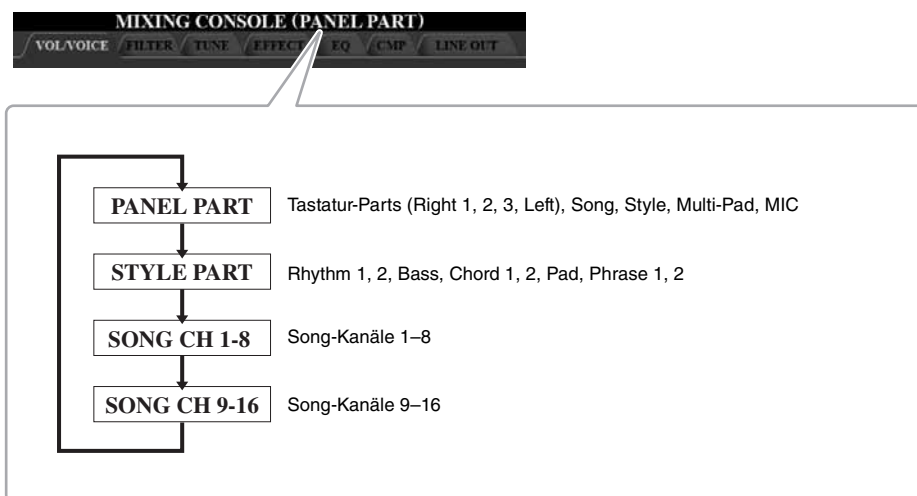 MIXING CONSOLE (PANEL PART)
VOL/VOICE FILTER TUNE EFFECT EQ CMP LINE OUT
PANEL PART Tastatur-Parts (Right 1, 2, 3, Left), Song, Style, Multi-Pad, MIC
STYLE PART Rhythm 1, 2, Bass, Chord 1, 2, Pad, Phrase 1, 2
SONG CH 1-8 Song-Kanäle 1–8
SONG CH 9-16 Song-Kanäle 9–16